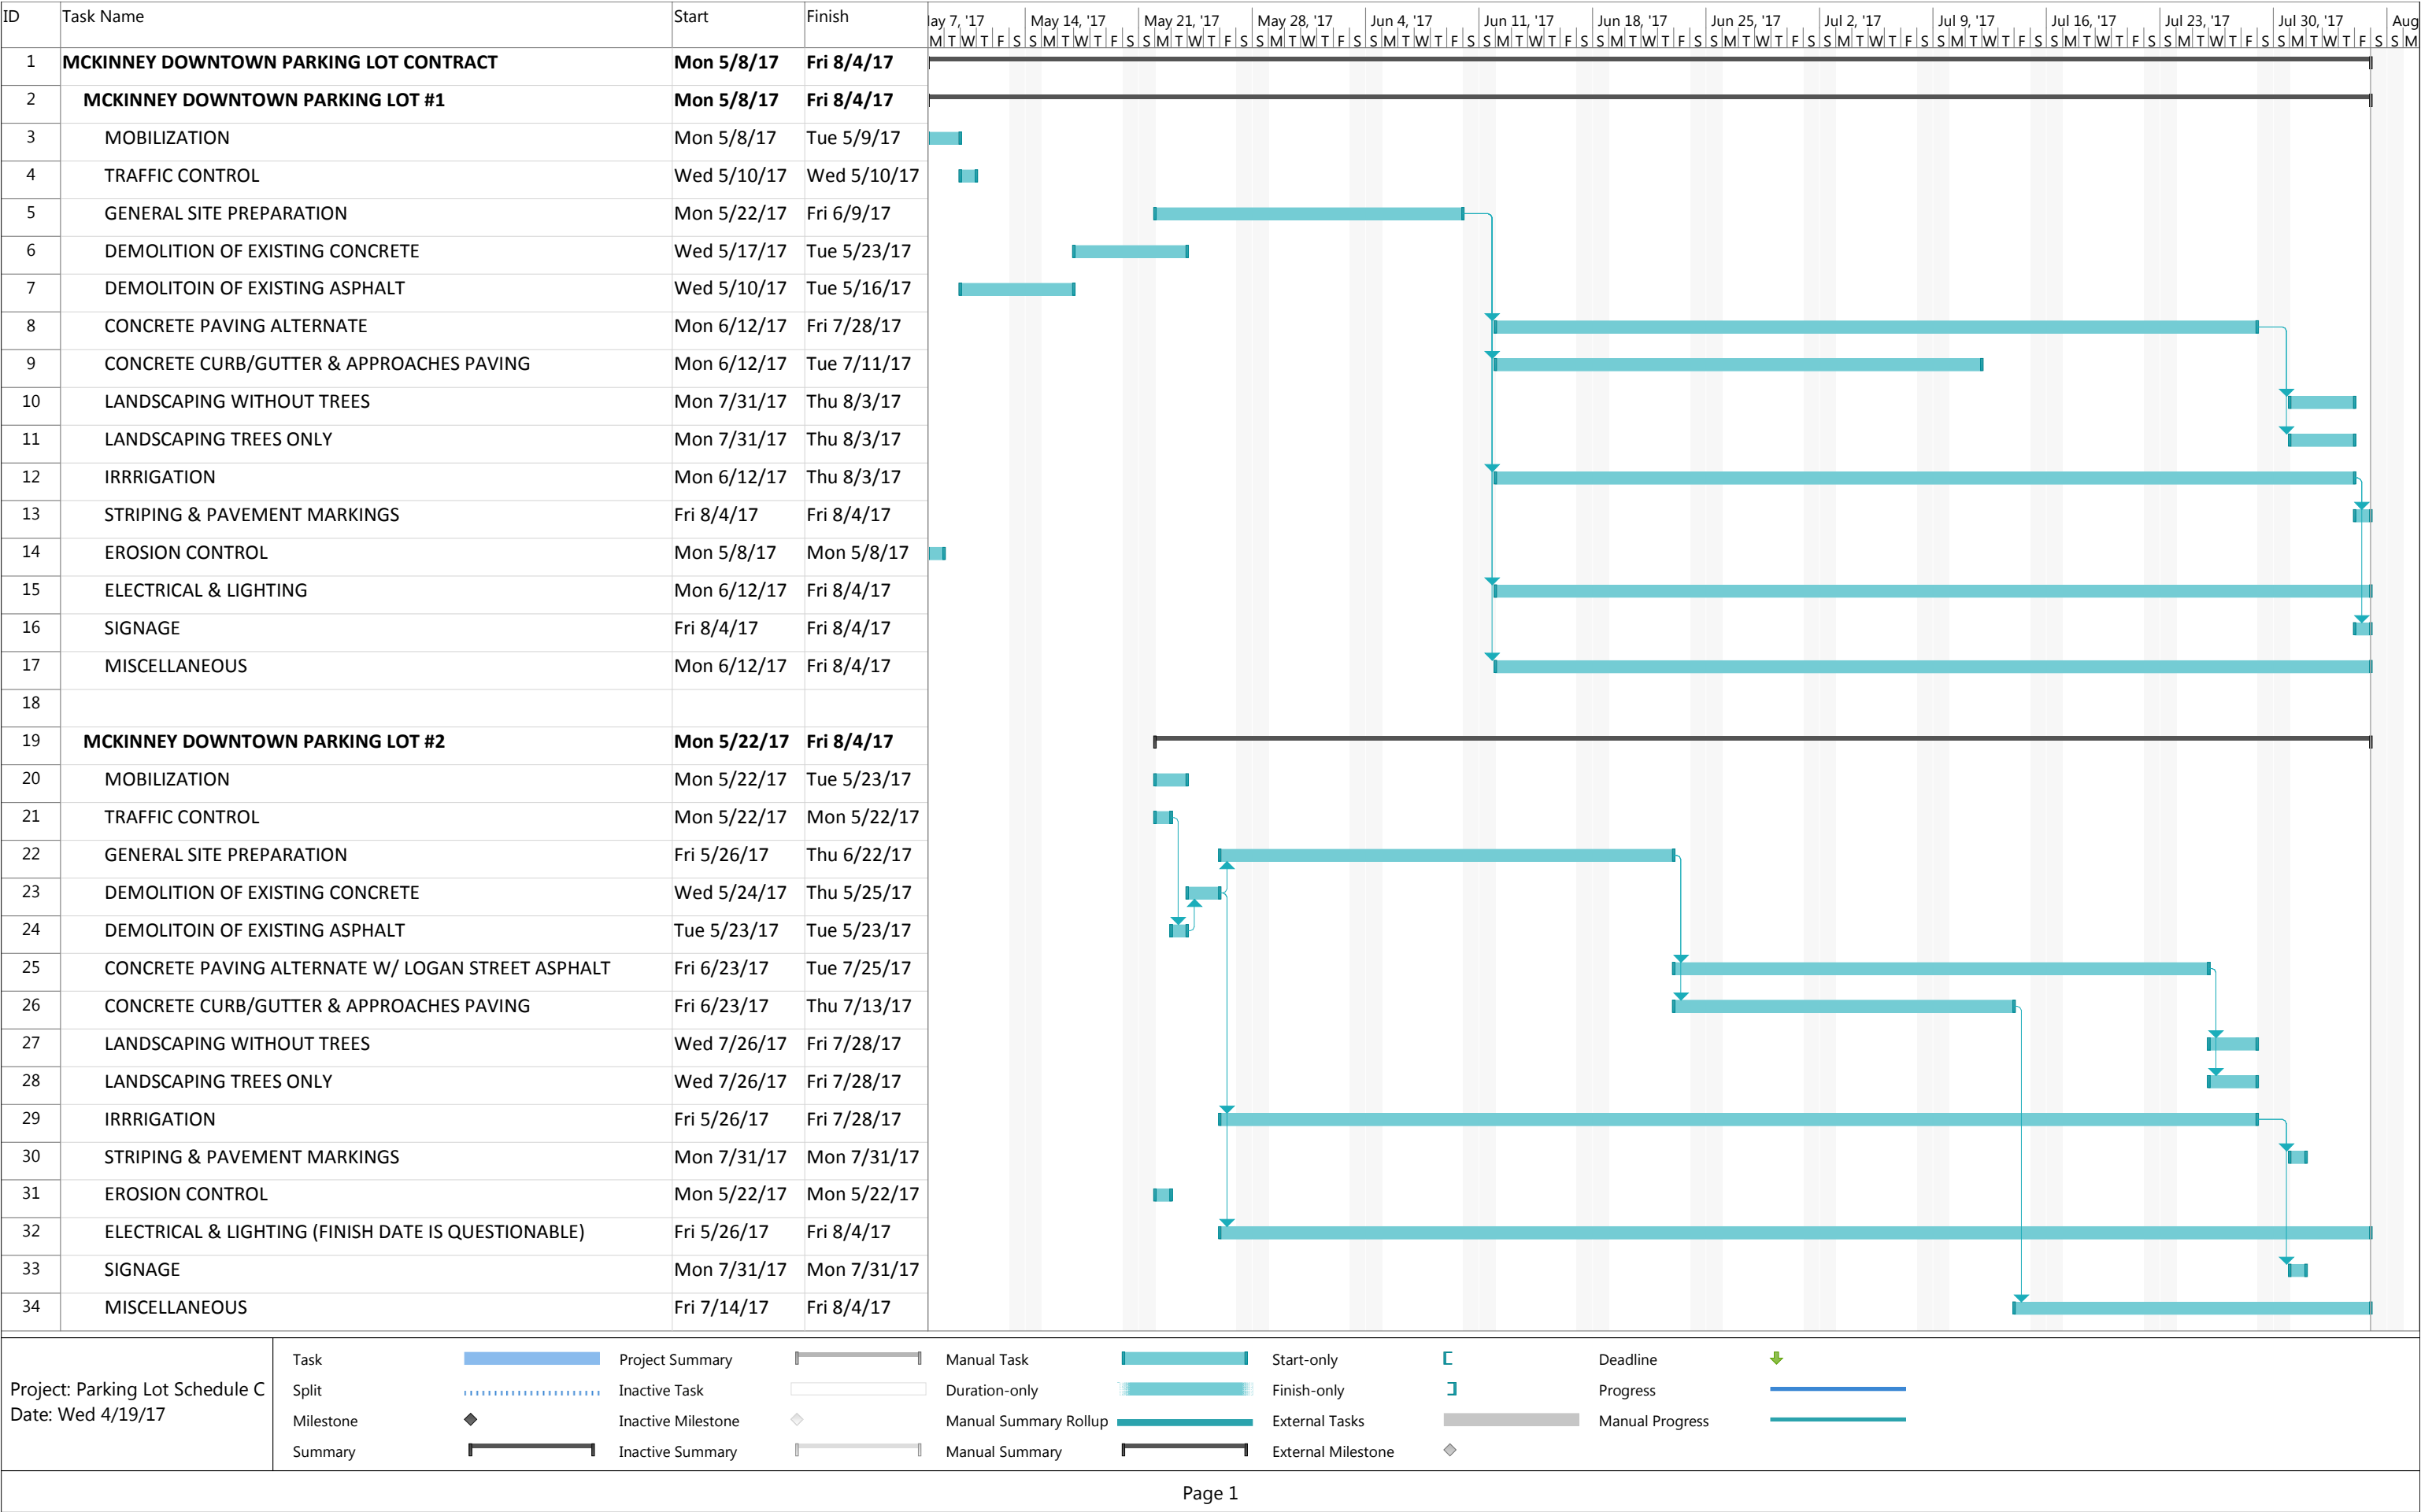 ID Task Name Start Finish lay 7, '17 May 14, '17 May 21, '17 May 28, '17 Jun 4, '17 Jun 11, '17 Jun 18, '17 Jun 25, '17 Jul 2, '17 Jul 9, '17 Jul 16, '17 Jul 23, '17 Jul 30, '17 Aug
M T W T F S S M T W T F S S M T W T F S S M T W T F S S M T W T F S S M T W T F S S M T W T F S S M T W T F S S M T W T F S S M T W T F S S M T W T F S S M T W T F S S M T W T F S S M
1 MCKINNEY DOWNTOWN PARKING LOT CONTRACT Mon 5/8/17 Fri 8/4/17
2 MCKINNEY DOWNTOWN PARKING LOT #1 Mon 5/8/17 Fri 8/4/17
3 MOBILIZATION Mon 5/8/17 Tue 5/9/17
4 TRAFFIC CONTROL Wed 5/10/17 Wed 5/10/17
5 GENERAL SITE PREPARATION Mon 5/22/17 Fri 6/9/17
6 DEMOLITION OF EXISTING CONCRETE Wed 5/17/17 Tue 5/23/17
7 DEMOLITOIN OF EXISTING ASPHALT Wed 5/10/17 Tue 5/16/17
8 CONCRETE PAVING ALTERNATE Mon 6/12/17 Fri 7/28/17
9 CONCRETE CURB/GUTTER & APPROACHES PAVING Mon 6/12/17 Tue 7/11/17
10 LANDSCAPING WITHOUT TREES Mon 7/31/17 Thu 8/3/17
11 LANDSCAPING TREES ONLY Mon 7/31/17 Thu 8/3/17
12 IRRRIGATION Mon 6/12/17 Thu 8/3/17
13 STRIPING & PAVEMENT MARKINGS Fri 8/4/17 Fri 8/4/17
14 EROSION CONTROL Mon 5/8/17 Mon 5/8/17
15 ELECTRICAL & LIGHTING Mon 6/12/17 Fri 8/4/17
16 SIGNAGE Fri 8/4/17 Fri 8/4/17
17 MISCELLANEOUS Mon 6/12/17 Fri 8/4/17
18
19 MCKINNEY DOWNTOWN PARKING LOT #2 Mon 5/22/17 Fri 8/4/17
20 MOBILIZATION Mon 5/22/17 Tue 5/23/17
21 TRAFFIC CONTROL Mon 5/22/17 Mon 5/22/17
22 GENERAL SITE PREPARATION Fri 5/26/17 Thu 6/22/17
23 DEMOLITION OF EXISTING CONCRETE Wed 5/24/17 Thu 5/25/17
24 DEMOLITOIN OF EXISTING ASPHALT Tue 5/23/17 Tue 5/23/17
25 CONCRETE PAVING ALTERNATE W/ LOGAN STREET ASPHALT Fri 6/23/17 Tue 7/25/17
26 CONCRETE CURB/GUTTER & APPROACHES PAVING Fri 6/23/17 Thu 7/13/17
27 LANDSCAPING WITHOUT TREES Wed 7/26/17 Fri 7/28/17
28 LANDSCAPING TREES ONLY Wed 7/26/17 Fri 7/28/17
29 IRRRIGATION Fri 5/26/17 Fri 7/28/17
30 STRIPING & PAVEMENT MARKINGS Mon 7/31/17 Mon 7/31/17
31 EROSION CONTROL Mon 5/22/17 Mon 5/22/17
32 ELECTRICAL & LIGHTING (FINISH DATE IS QUESTIONABLE) Fri 5/26/17 Fri 8/4/17
33 SIGNAGE Mon 7/31/17 Mon 7/31/17
34 MISCELLANEOUS Fri 7/14/17 Fri 8/4/17
Project: Parking Lot Schedule C
Date: Wed 4/19/17
Task Project Summary Manual Task Start-only Deadline
Split Inactive Task Duration-only Finish-only Progress
Milestone Inactive Milestone Manual Summary Rollup External Tasks Manual Progress
Summary Inactive Summary Manual Summary External Milestone
Page 1